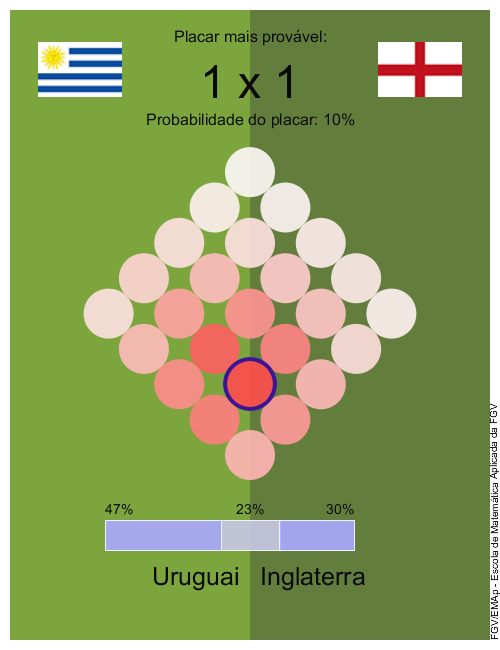 Placar mais provável:
1 x 1
Probabilidade do placar: 10%
47% 23% 30%
Uruguai Inglaterra
FGV/EMAp - Escola de Matemática Aplicada da FGV